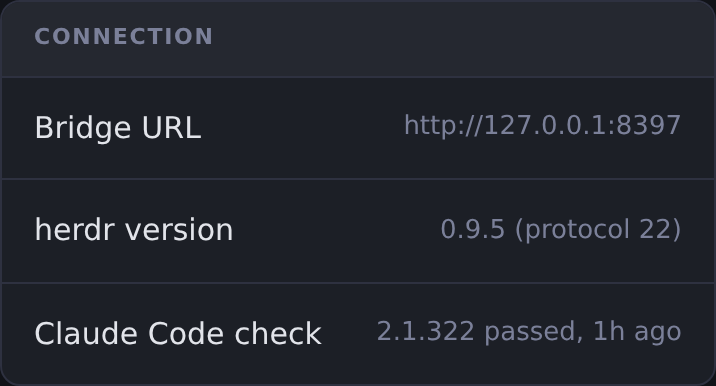 CONNECTION
Bridge URL http://127.0.0.1:8397
herdr version 0.9.5 (protocol 22)
Claude Code check 2.1.322 passed, 1h ago